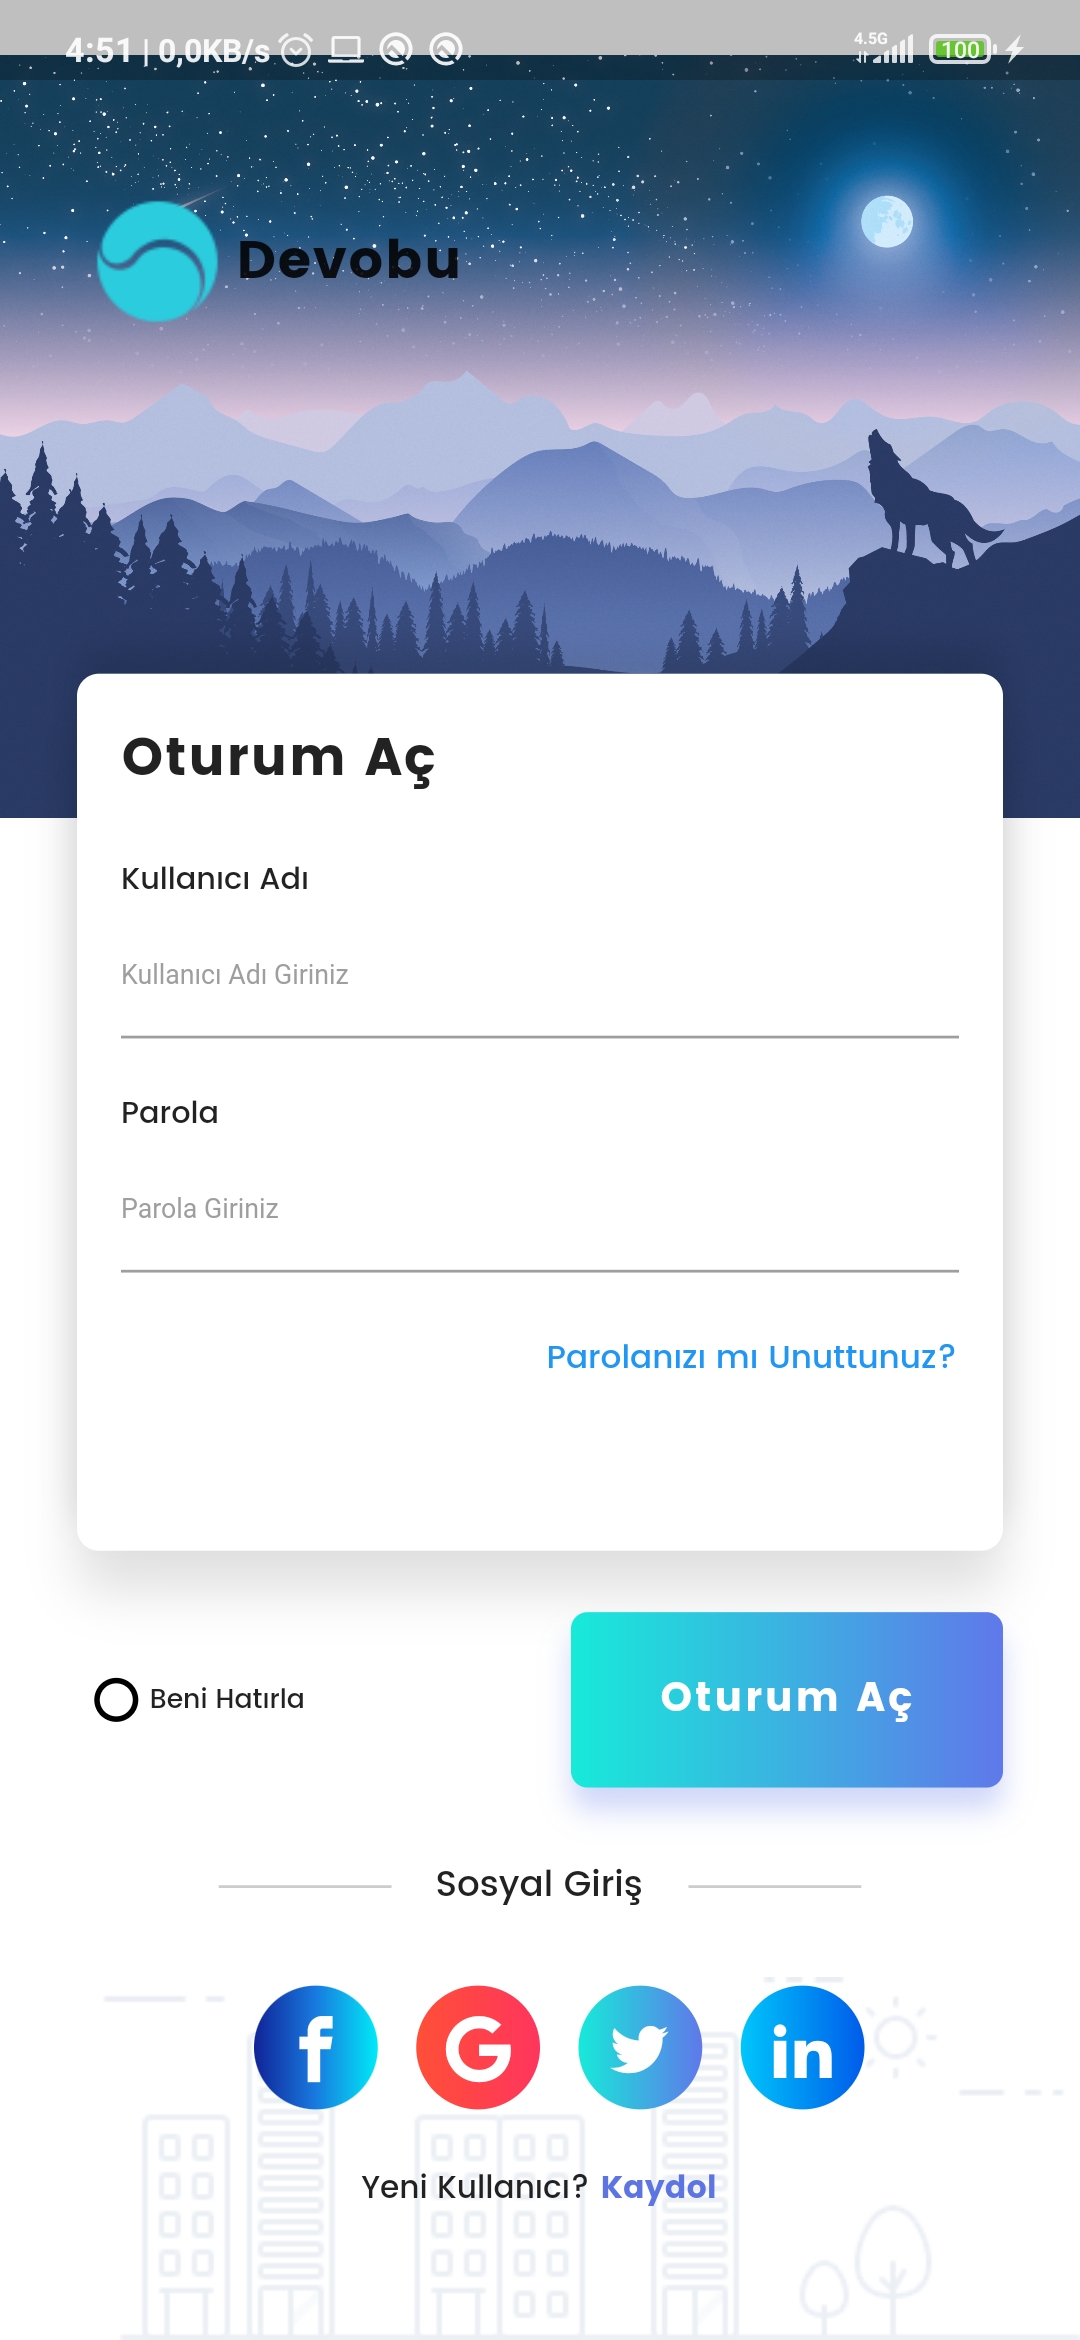 4:51 | 0,0KB/s 4.5G 100
Devobu
Oturum Aç
Kullanıcı Adı
Kullanıcı Adı Giriniz
Parola
Parola Giriniz
Parolanızı mı Unuttunuz?
Beni Hatırla
Oturum Aç
Sosyal Giriş
f G in
Yeni Kullanıcı? Kaydol